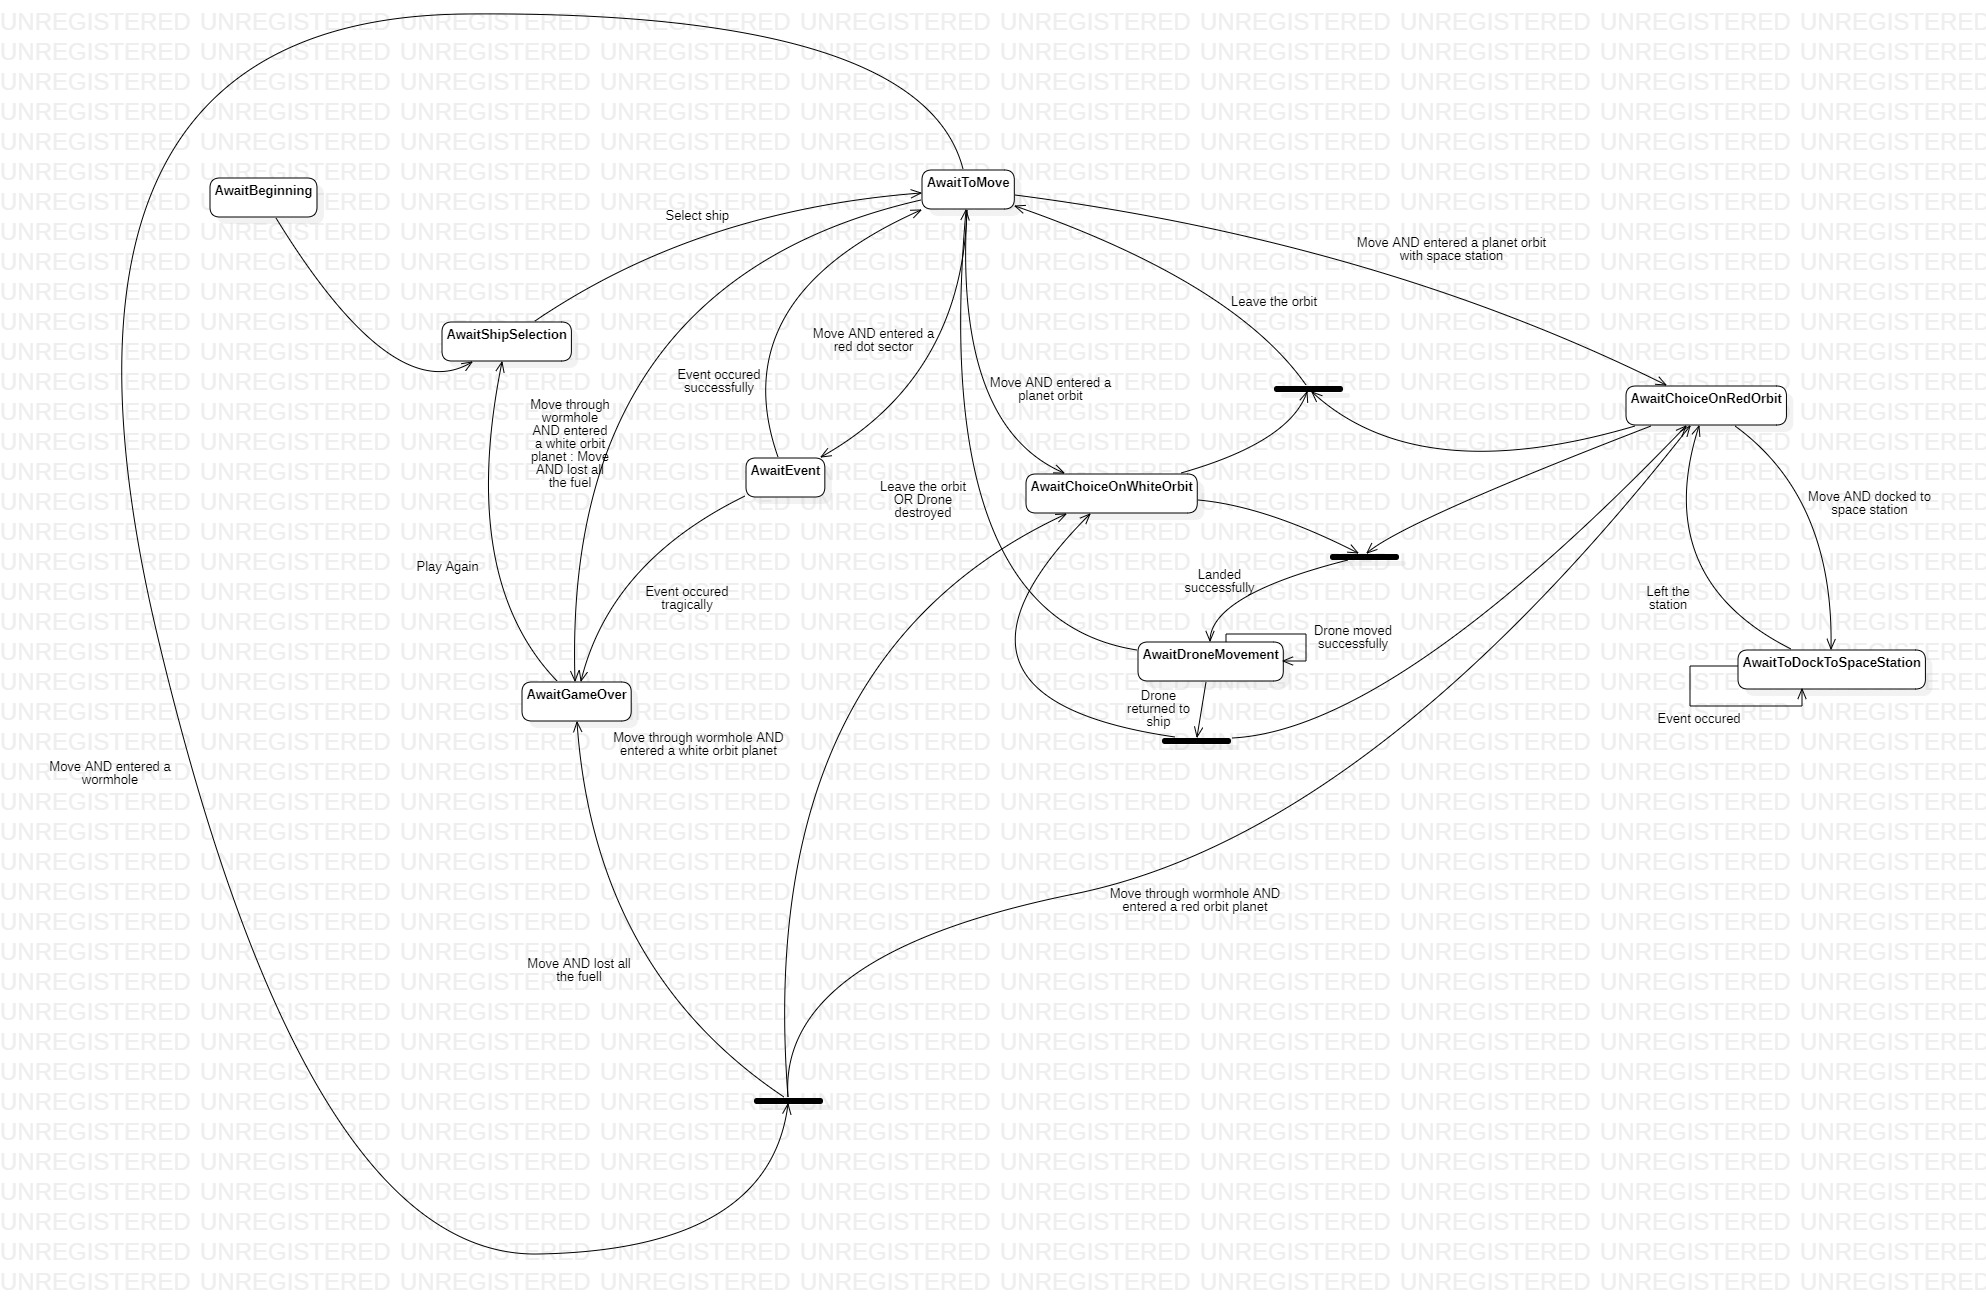 AwaitBeginning
AwaitToMove
Select ship
Move AND entered a planet orbit
with space station
Leave the orbit
AwaitShipSelection
Move AND entered a
red dot sector
Event occured
successfully
Move AND entered a
planet orbit
AwaitChoiceOnRedOrbit
Move through
wormhole
AND entered
a white orbit
planet : Move
AND lost all
the fuel
AwaitEvent
AwaitChoiceOnWhiteOrbit
Leave the orbit
OR Drone
destroyed
Move AND docked to
space station
Play Again
Landed
successfully
Event occured
tragically
Left the
station
Drone moved
successfully
AwaitDroneMovement
AwaitToDockToSpaceStation
AwaitGameOver
Drone
returned to
ship
Event occured
Move through wormhole AND
entered a white orbit planet
Move AND entered a
wormhole
Move through wormhole AND
entered a red orbit planet
Move AND lost all
the fuell